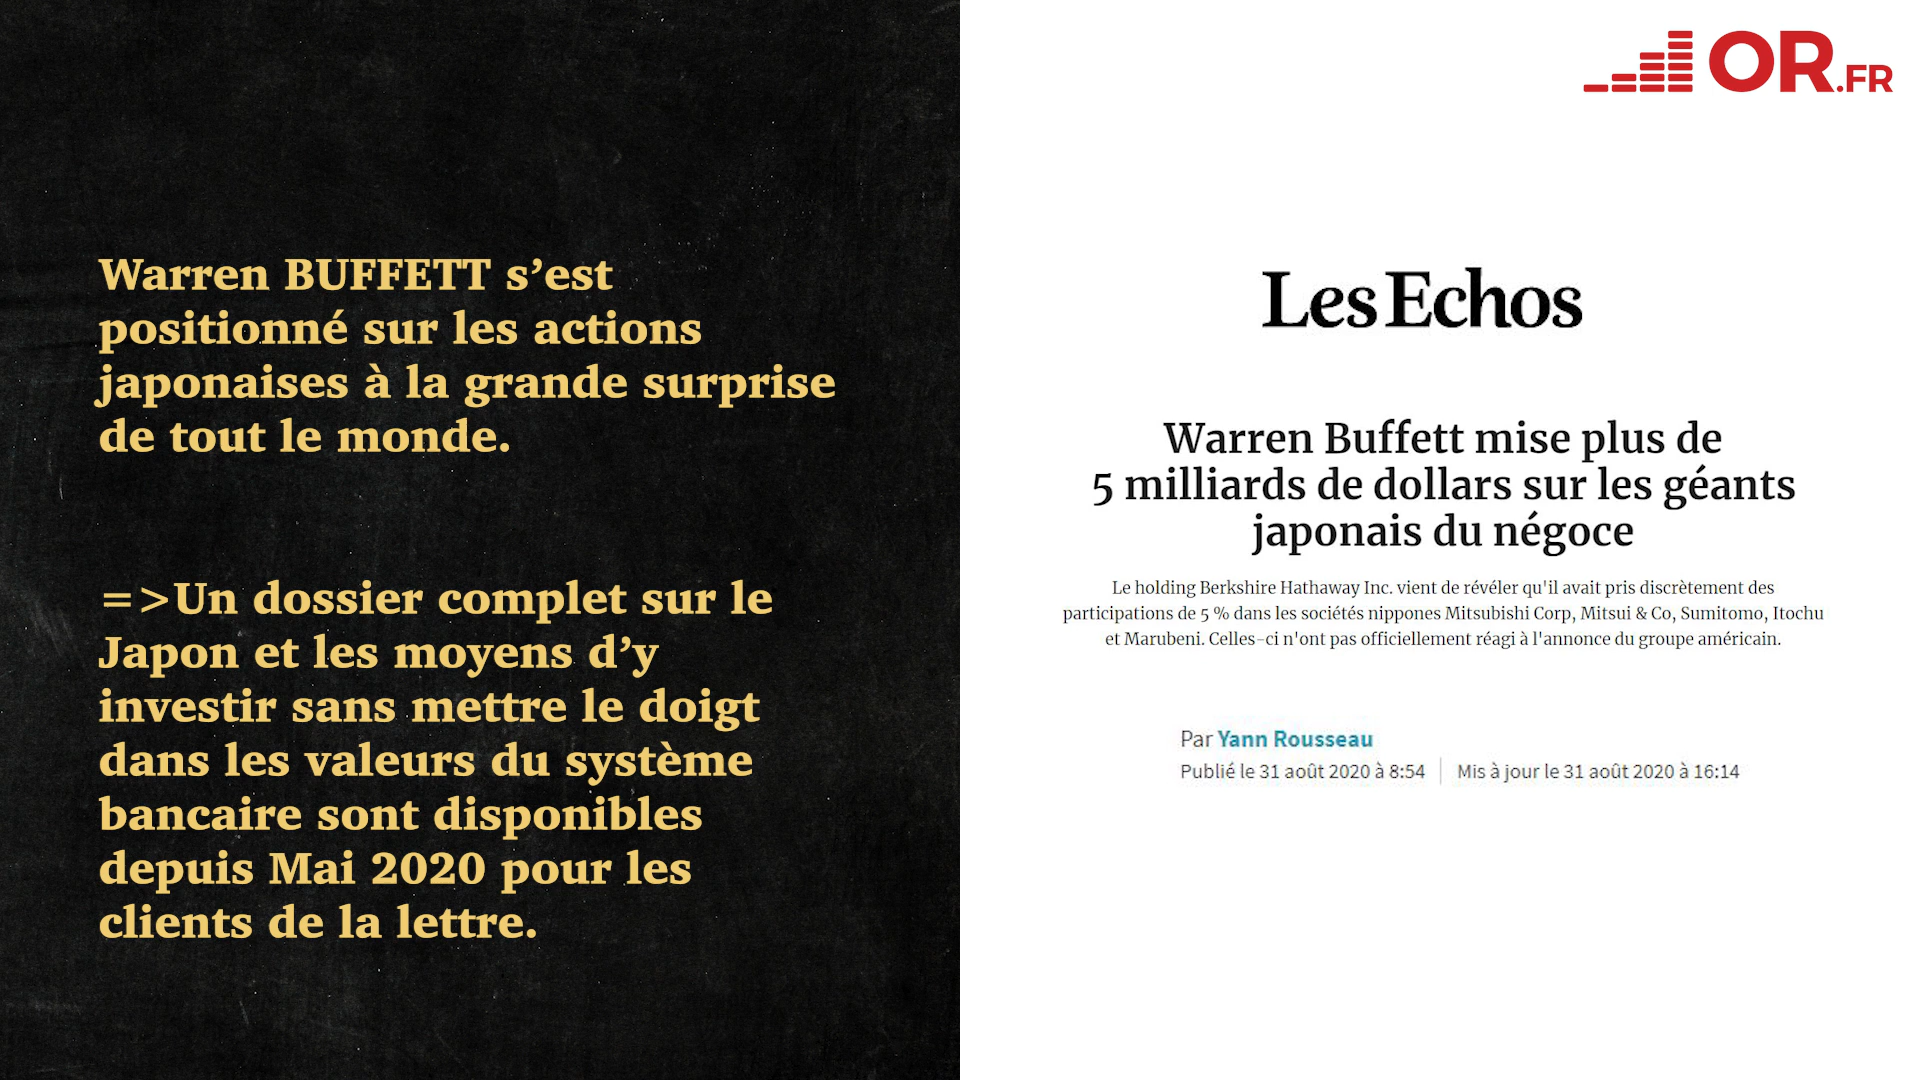 Warren BUFFETT s’est
positionné sur les actions
japonaises à la grande surprise
de tout le monde.
=>Un dossier complet sur le
Japon et les moyens d’y
investir sans mettre le doigt
dans les valeurs du système
bancaire sont disponibles
depuis Mai 2020 pour les
clients de la lettre.
OR.FR
Les Echos
Warren Buffett mise plus de
5 milliards de dollars sur les géants
japonais du négoce
Le holding Berkshire Hathaway Inc. vient de révéler qu'il avait pris discrètement des
participations de 5 % dans les sociétés nippones Mitsubishi Corp, Mitsui & Co, Sumitomo, Itochu
et Marubeni. Celles-ci n'ont pas officiellement réagi à l'annonce du groupe américain.
Par Yann Rousseau
Publié le 31 août 2020 à 8:54 Mis à jour le 31 août 2020 à 16:14